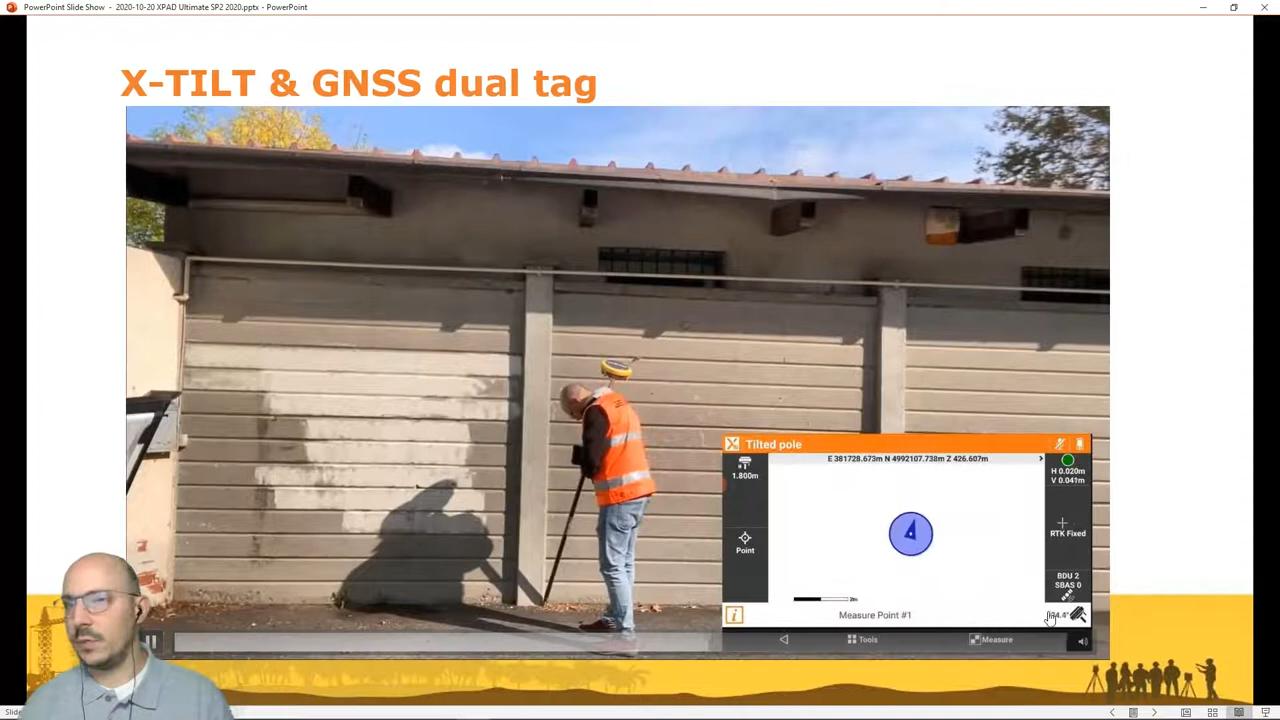 PowerPoint Slide Show - 2020-10-20 XPAD Ultimate SP2 2020.pptx - PowerPoint
X-TILT & GNSS dual tag
Tilted pole
E 381728.673m N 4992107.738m Z 426.607m
1.800m
H 0.020m
V 0.041m
RTK Fixed
Point
BDU 2
SBAS 0
2m
Measure Point #1
Tools
Measure